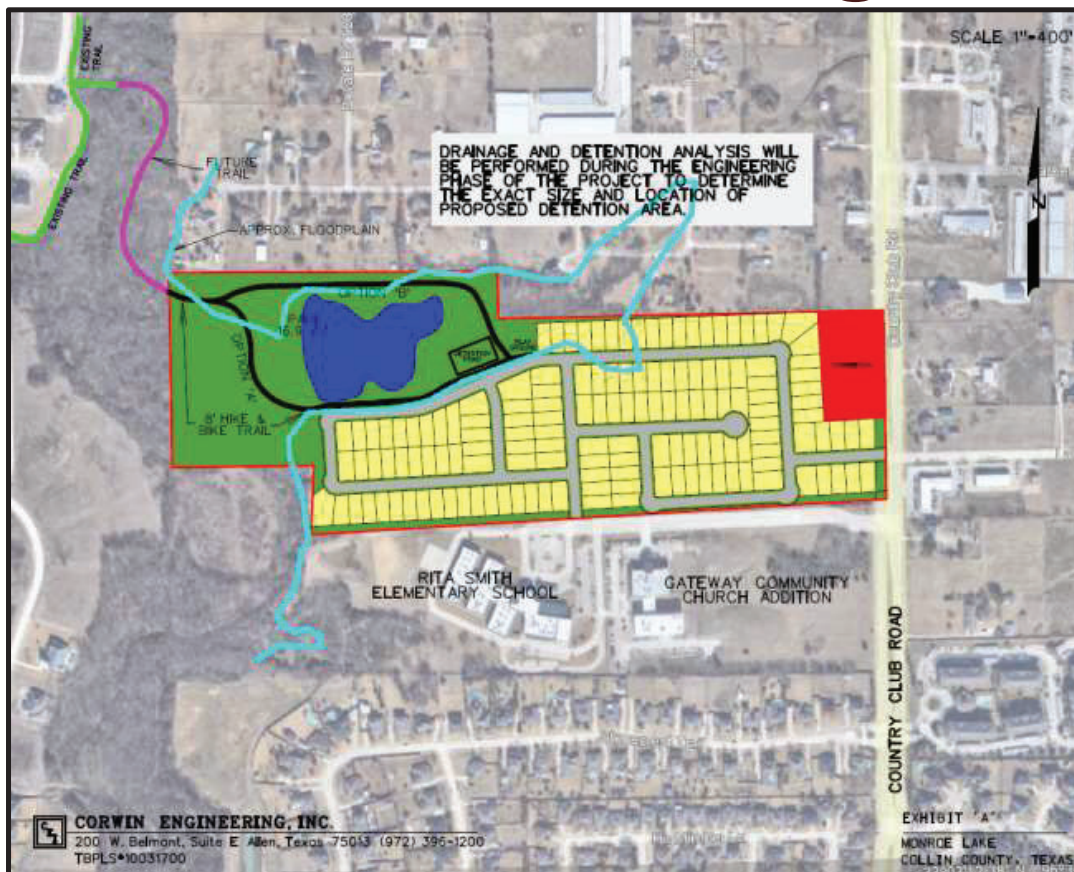 SCALE 1"=400'
EXISTING
TRAIL
EXISTING TRAIL
FUTURE
TRAIL
APPROX. FLOODPLAIN
DRAINAGE AND DETENTION ANALYSIS WILL
BE PERFORMED DURING THE ENGINEERING
PHASE OF THE PROJECT TO DETERMINE
THE EXACT SIZE AND LOCATION OF
PROPOSED DETENTION AREA.
Z
OPTION "B"
OPTION "A"
8' HIKE &
BIKE TRAIL
RITA SMITH
ELEMENTARY SCHOOL
GATEWAY COMMUNITY
CHURCH ADDITION
COUNTRY CLUB ROAD
CORWIN ENGINEERING, INC.
200 W. Belmont, Suite E Allen, Texas 75013 (972) 396-1200
TBPLS#10031700
EXHIBIT "A"
MONROE LAKE
COLLIN COUNTY, TEXAS